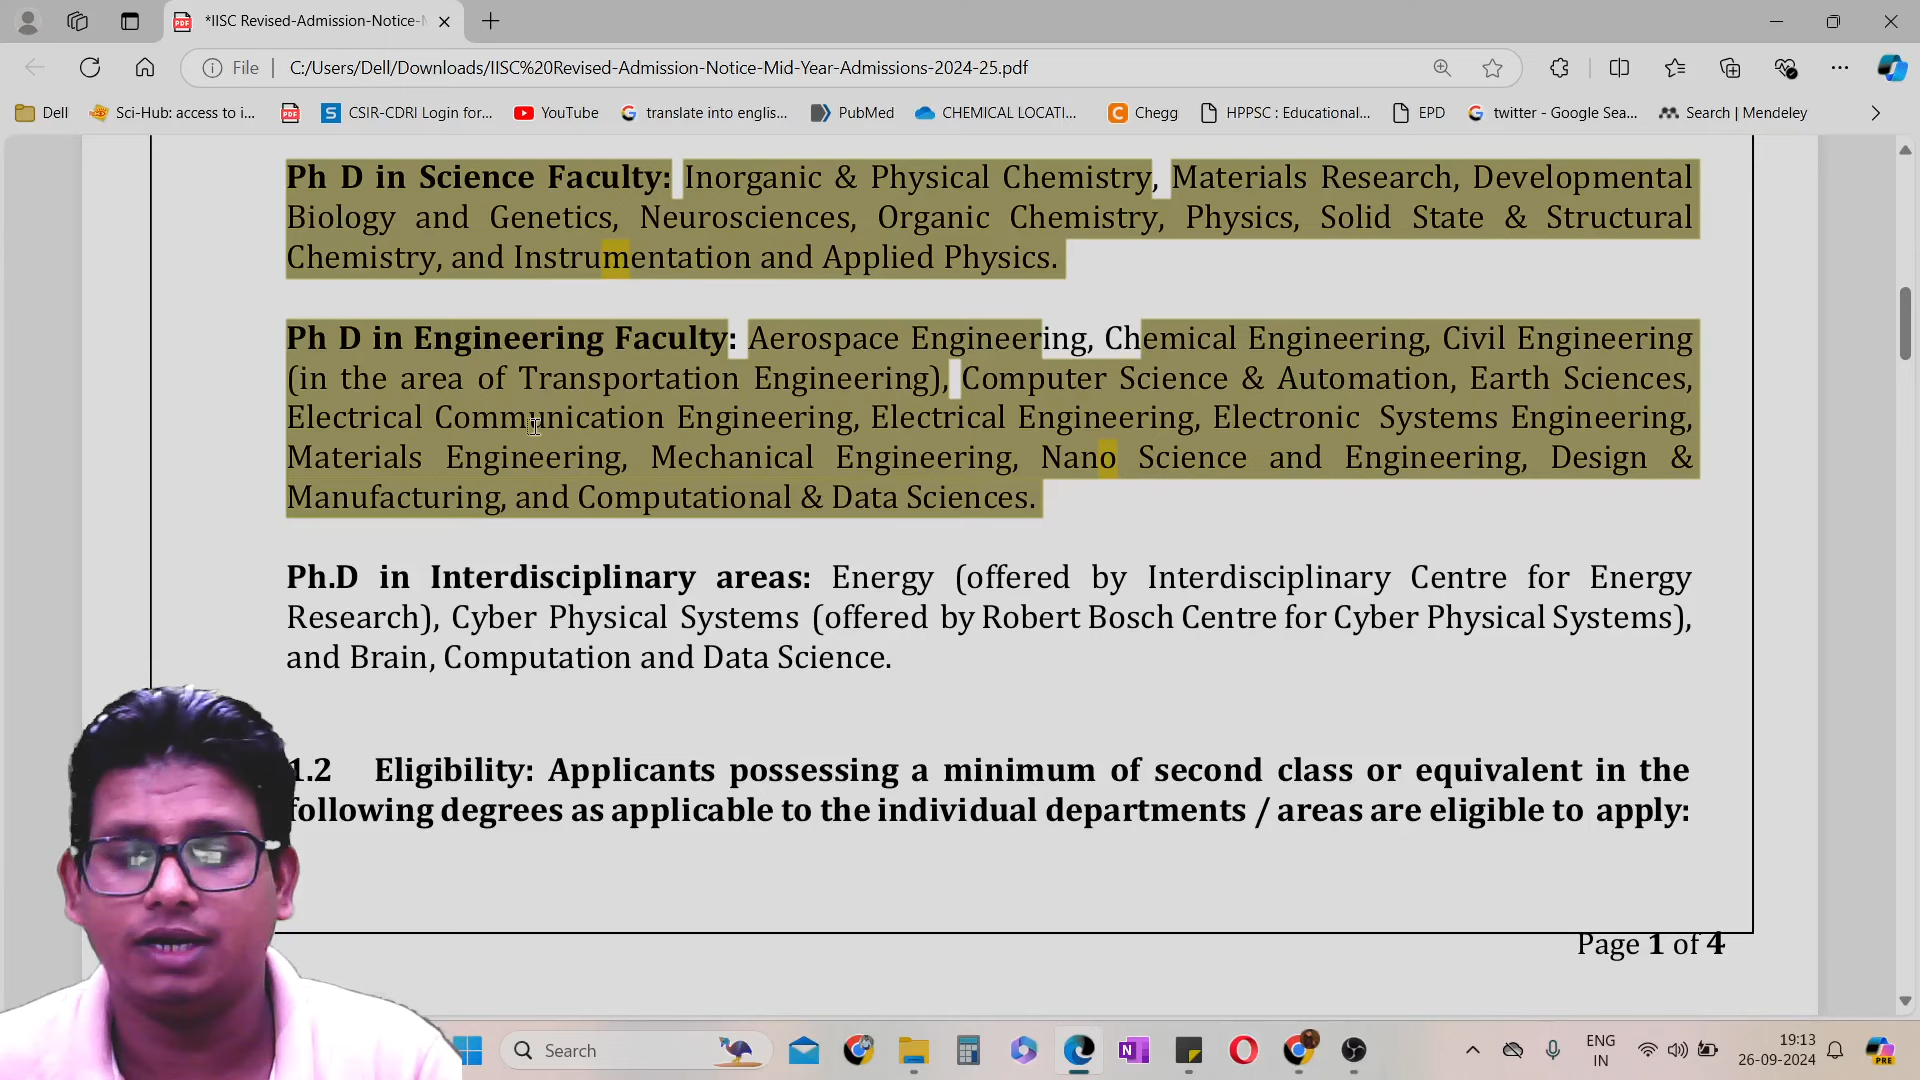 *IISC Revised-Admission-Notice-M
File
C:/Users/Dell/Downloads/IISC%20Revised-Admission-Notice-Mid-Year-Admissions-2024-25.pdf
Dell
Sci-Hub: access to i...
PDF
S
CSIR-CDRI Login for...
YouTube
translate into englis...
PubMed
CHEMICAL LOCATI...
C
Chegg
HPPSC : Educational...
EPD
twitter - Google Sea...
Search | Mendeley
Ph D in Science Faculty: Inorganic & Physical Chemistry, Materials Research, Developmental
Biology and Genetics, Neurosciences, Organic Chemistry, Physics, Solid State & Structural
Chemistry, and Instrumentation and Applied Physics.
Ph D in Engineering Faculty: Aerospace Engineering, Chemical Engineering, Civil Engineering
(in the area of Transportation Engineering), Computer Science & Automation, Earth Sciences,
Electrical Communication Engineering, Electrical Engineering, Electronic Systems Engineering,
Materials Engineering, Mechanical Engineering, Nano Science and Engineering, Design &
Manufacturing, and Computational & Data Sciences.
Ph.D in Interdisciplinary areas: Energy (offered by Interdisciplinary Centre for Energy
Research), Cyber Physical Systems (offered by Robert Bosch Centre for Cyber Physical Systems),
and Brain, Computation and Data Science.
1.2 Eligibility: Applicants possessing a minimum of second class or equivalent in the
following degrees as applicable to the individual departments / areas are eligible to apply:
Page 1 of 4
Search
N
ENG
IN
19:13
26-09-2024
PRE